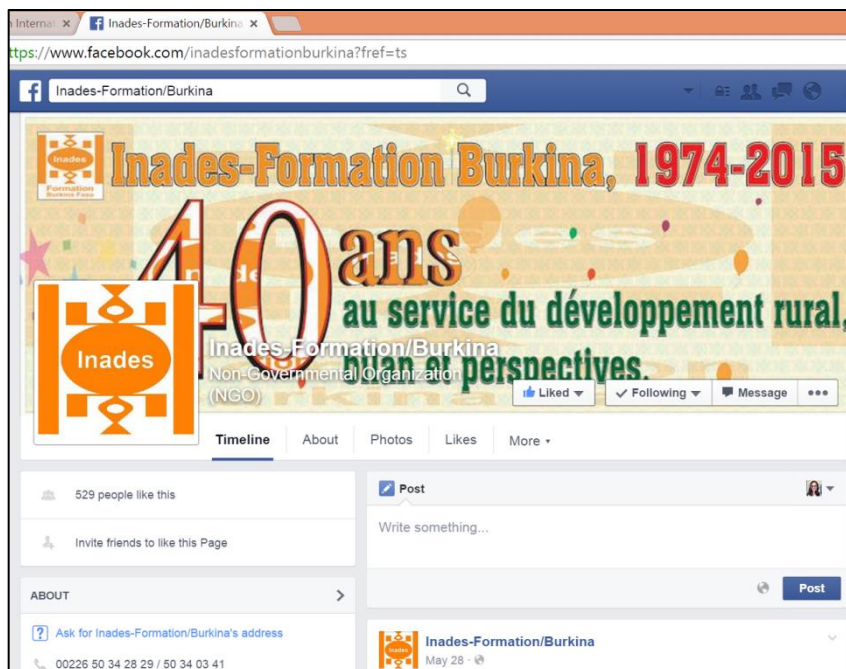 Internat ×
Inades-Formation/Burkina ×
ttps://www.facebook.com/inadesformationburkina?fref=ts
f Inades-Formation/Burkina
Inades
Formation
Burkina Faso
Inades-Formation Burkina, 1974-2015
40 ans
au service du développement rural,
bilan et perspectives.
Inades
Inades-Formation/Burkina
Non-Governmental Organization
(NGO)
Liked
Following
Message
Timeline About Photos Likes More
529 people like this
Invite friends to like this Page
ABOUT
? Ask for Inades-Formation/Burkina's address
00226 50 34 28 29 / 50 34 03 41
Post
Write something...
Post
Inades
Inades-Formation/Burkina
May 28 ·